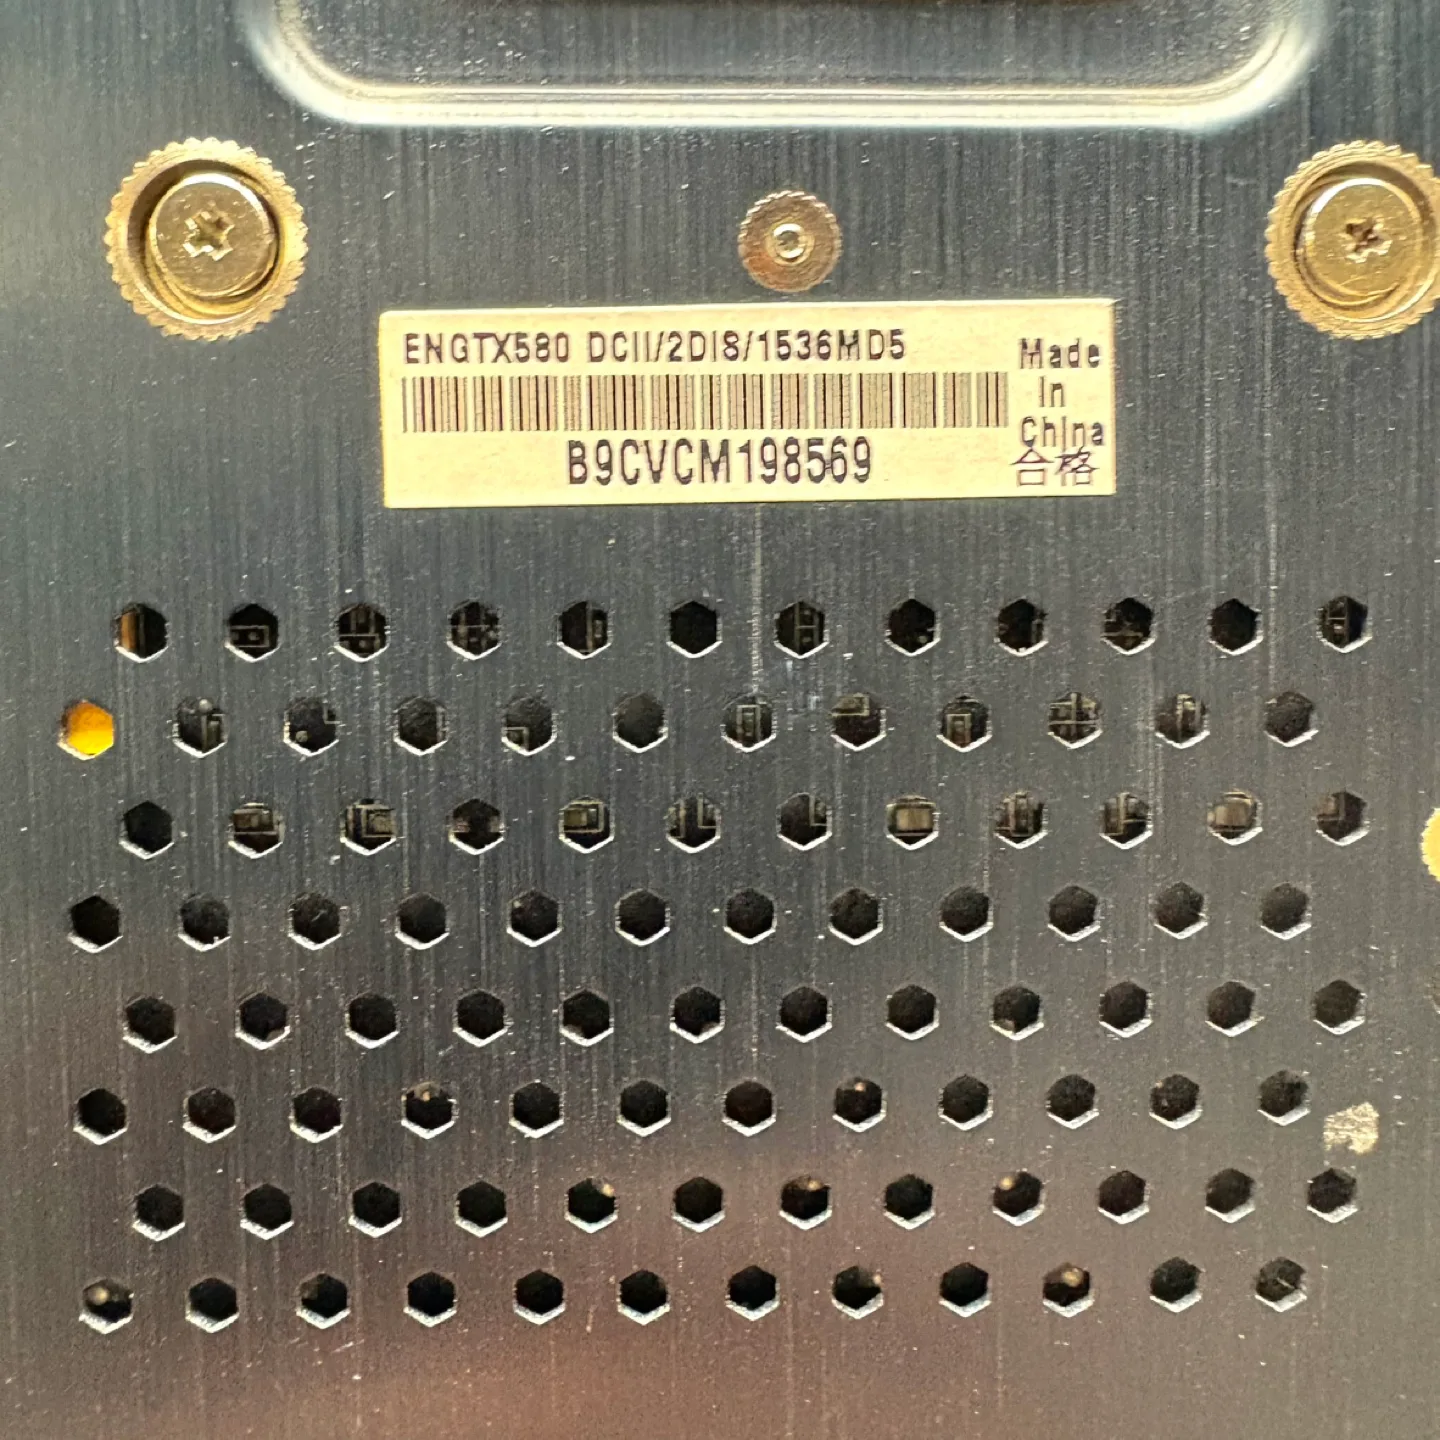 ENGTX580 DCII/2DI8/1536MD5
B9CVCM198569
Made
In
China
合格